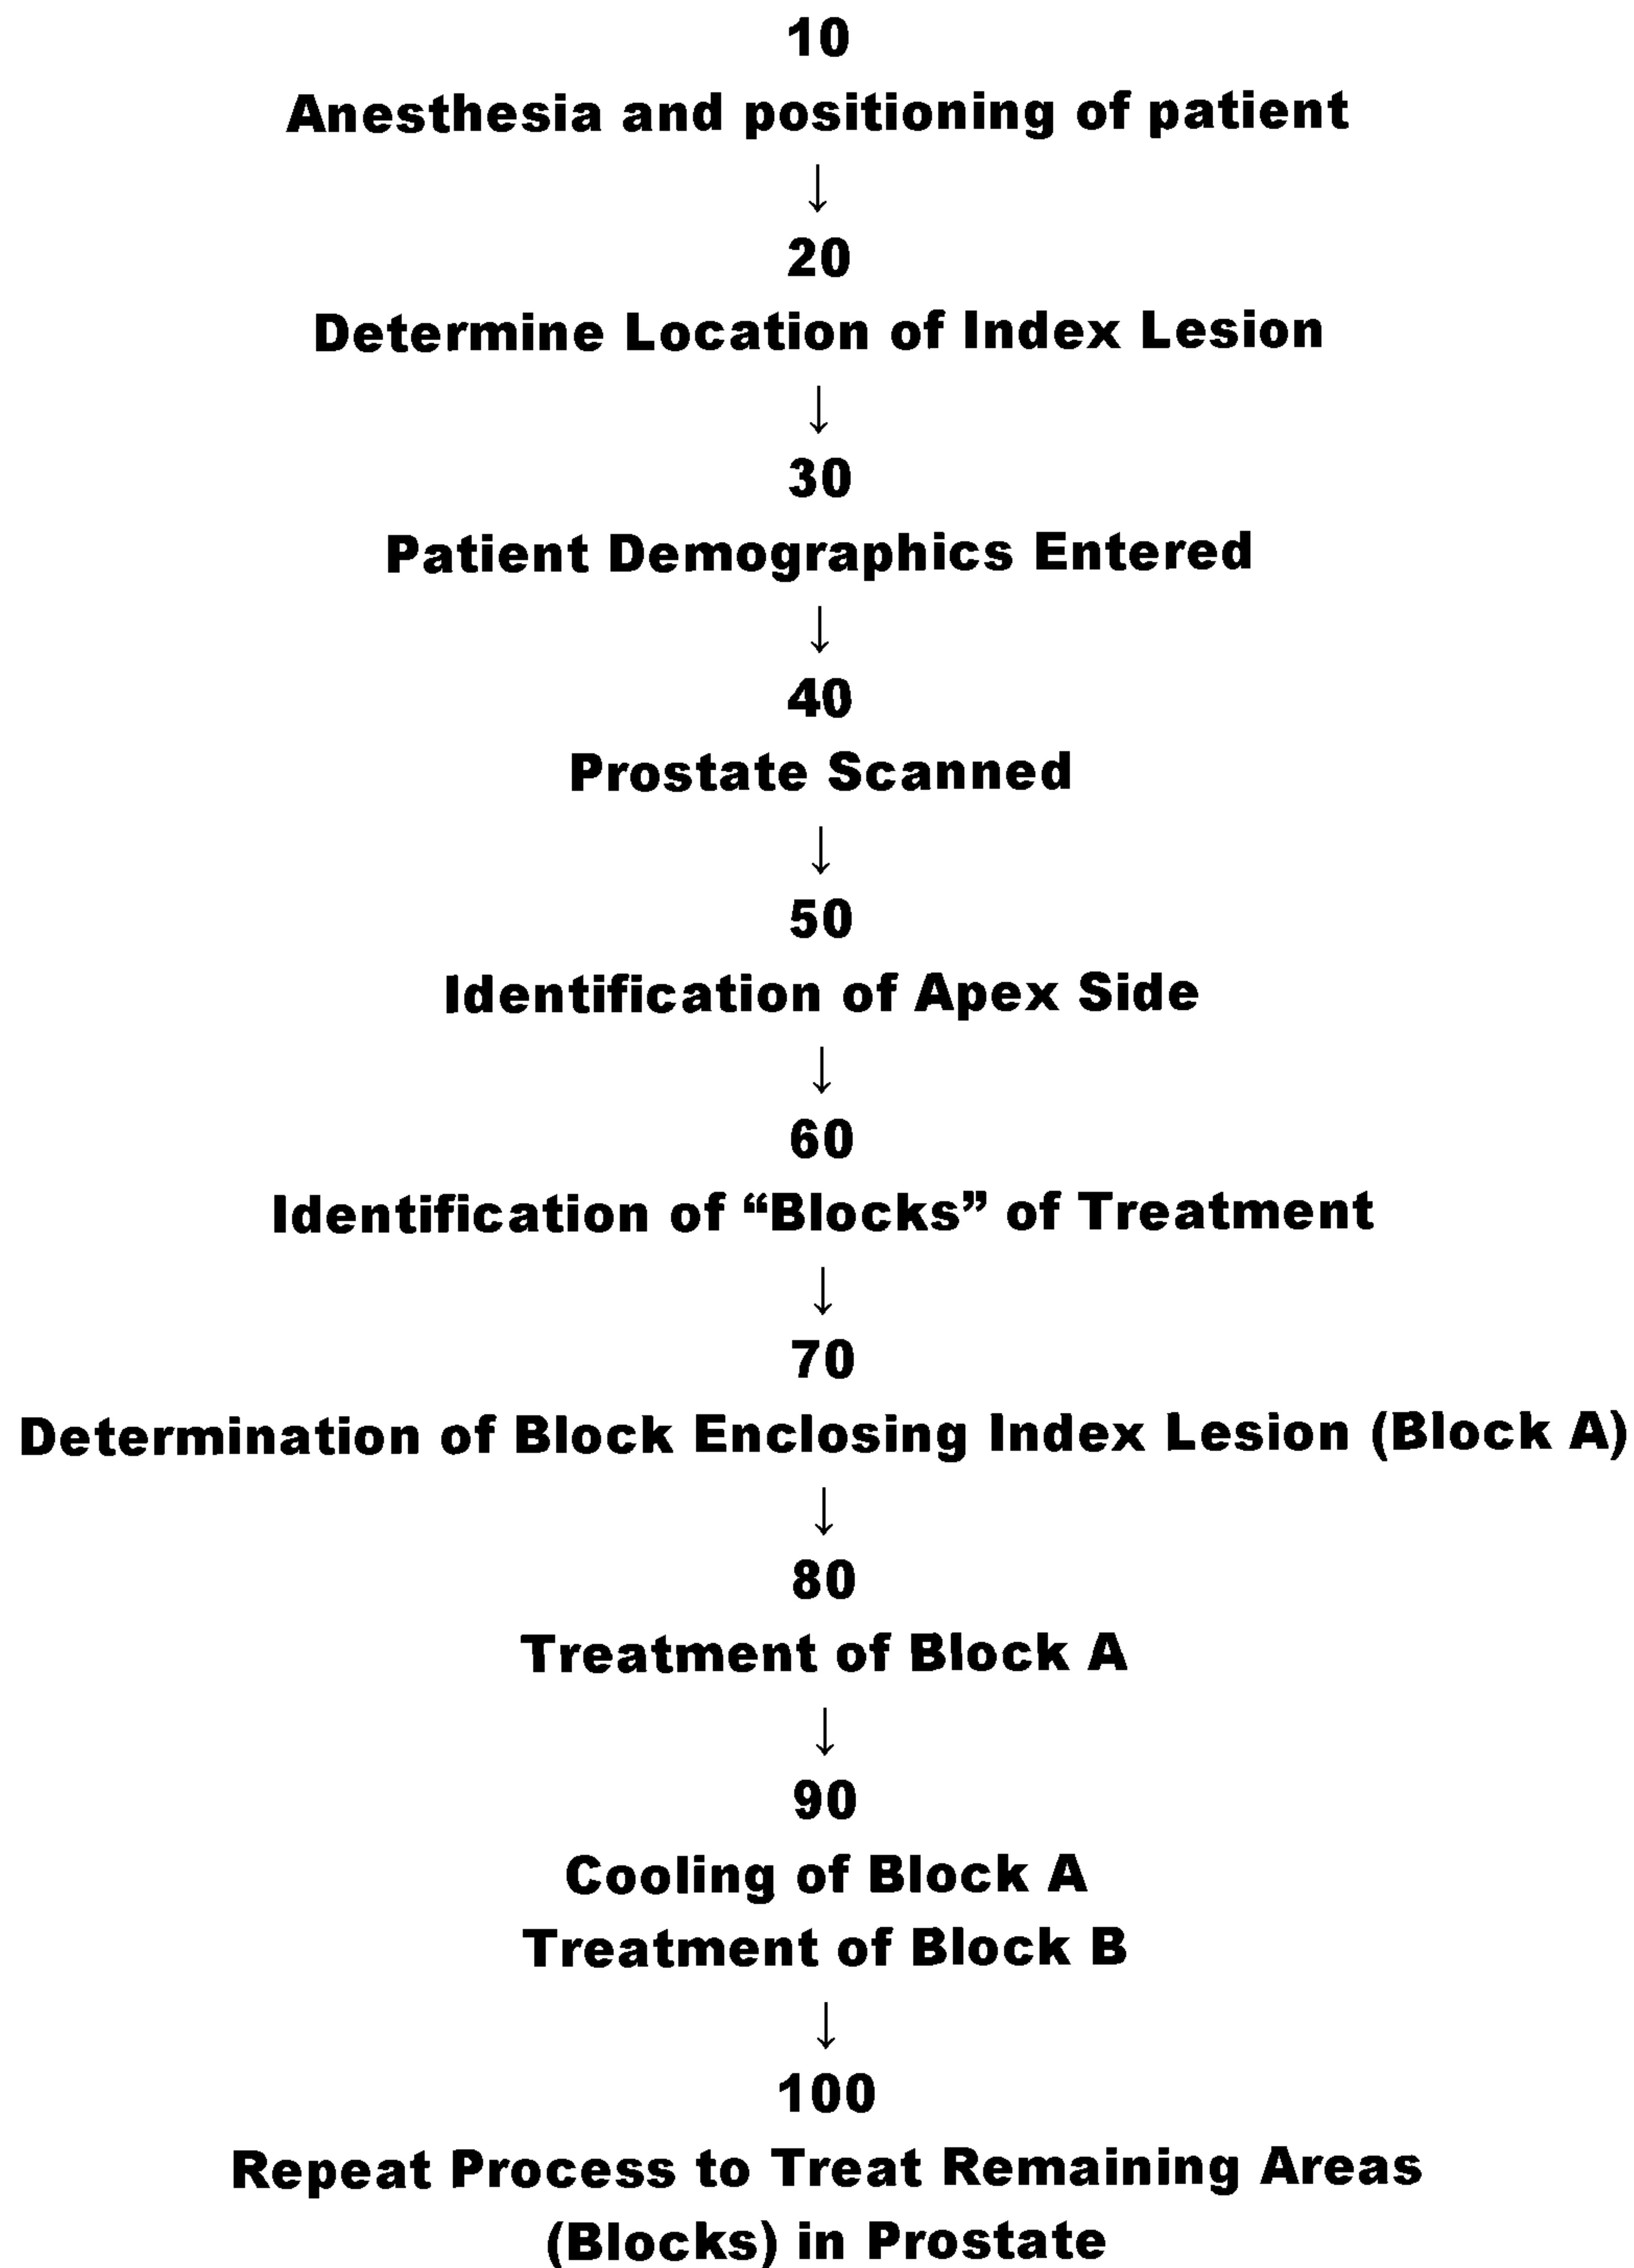 10
Anesthesia and positioning of patient
↓
20
Determine Location of Index Lesion
↓
30
Patient Demographics Entered
↓
40
Prostate Scanned
↓
50
Identification of Apex Side
↓
60
Identification of “Blocks” of Treatment
↓
70
Determination of Block Enclosing Index Lesion (Block A)
↓
80
Treatment of Block A
↓
90
Cooling of Block A
Treatment of Block B
↓
100
Repeat Process to Treat Remaining Areas
(Blocks) in Prostate